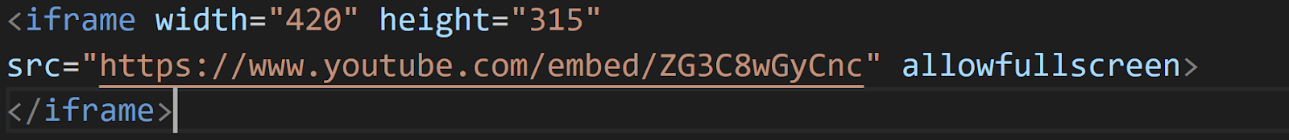 <iframe width="420" height="315"
src="https://www.youtube.com/embed/ZG3C8wGyCnc" allowfullscreen>
</iframe>